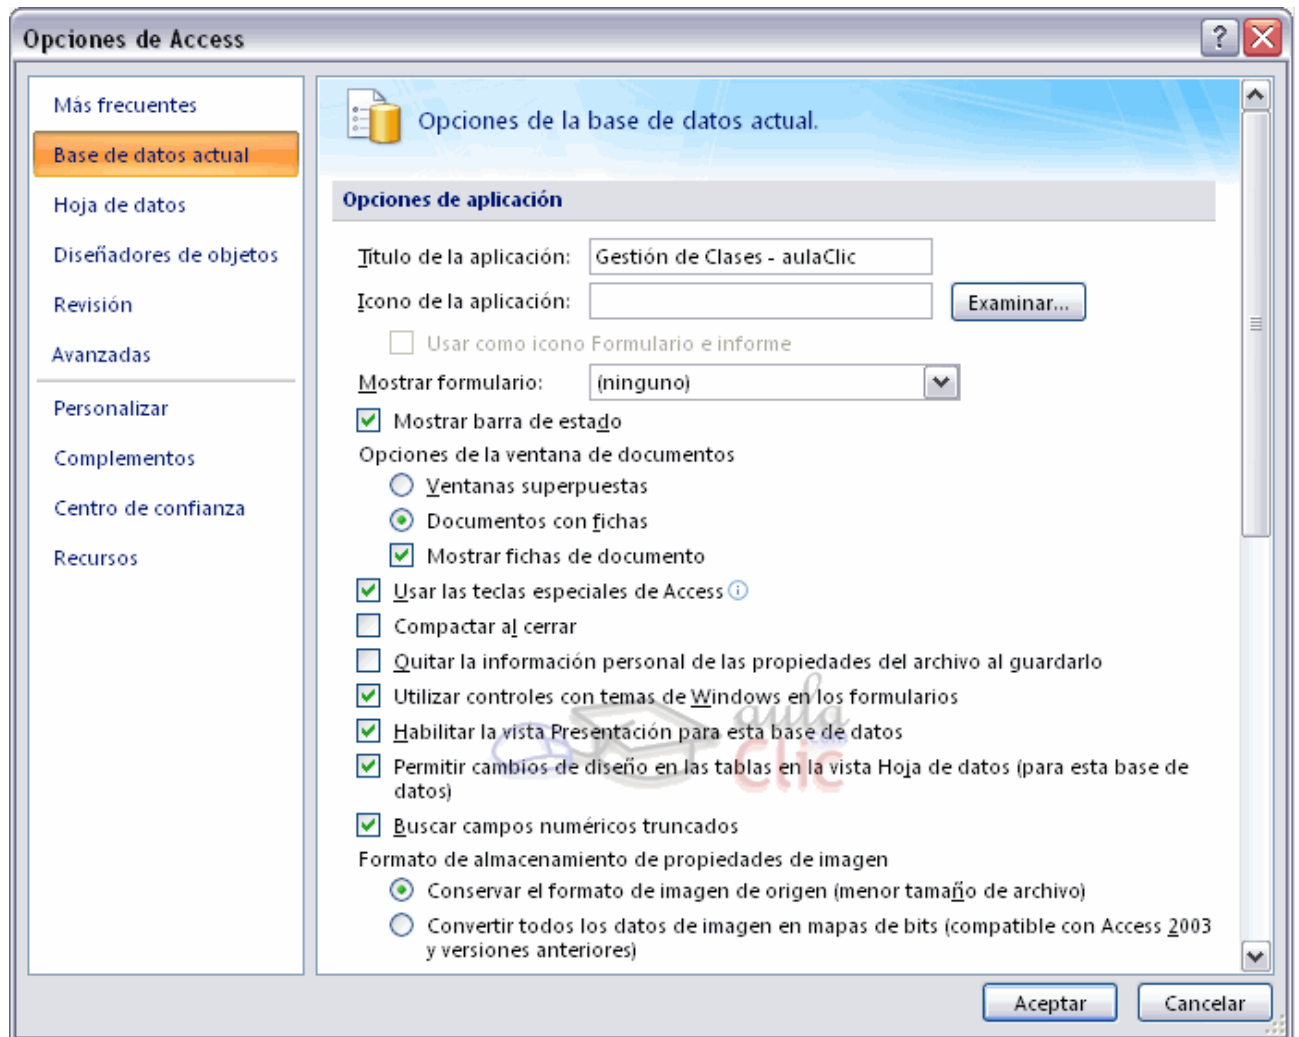 Opciones de Access
Más frecuentes
Base de datos actual
Hoja de datos
Diseñadores de objetos
Revisión
Avanzadas
Personalizar
Complementos
Centro de confianza
Recursos
Opciones de la base de datos actual.
Opciones de aplicación
Título de la aplicación: Gestión de Clases - aulaClic
Icono de la aplicación: Examinar...
Usar como icono Formulario e informe
Mostrar formulario: (ninguno)
Mostrar barra de estado
Opciones de la ventana de documentos
Ventanas superpuestas
Documentos con fichas
Mostrar fichas de documento
Usar las teclas especiales de Access
Compactar al cerrar
Quitar la información personal de las propiedades del archivo al guardarlo
Utilizar controles con temas de Windows en los formularios
Habilitar la vista Presentación para esta base de datos
Permitir cambios de diseño en las tablas en la vista Hoja de datos (para esta base de
datos)
Buscar campos numéricos truncados
Formato de almacenamiento de propiedades de imagen
Conservar el formato de imagen de origen (menor tamaño de archivo)
Convertir todos los datos de imagen en mapas de bits (compatible con Access 2003
y versiones anteriores)
aula
Clic
Aceptar Cancelar